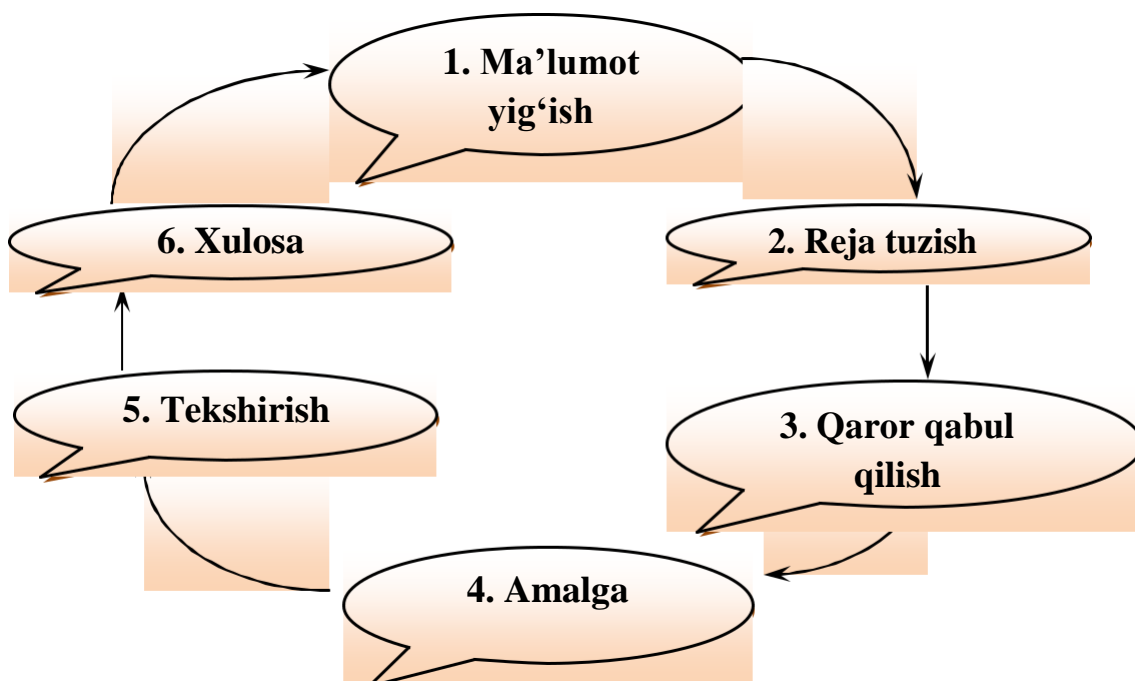 1. Ma’lumot
yig‘ish
2. Reja tuzish
3. Qaror qabul
qilish
4. Amalga
5. Tekshirish
6. Xulosa